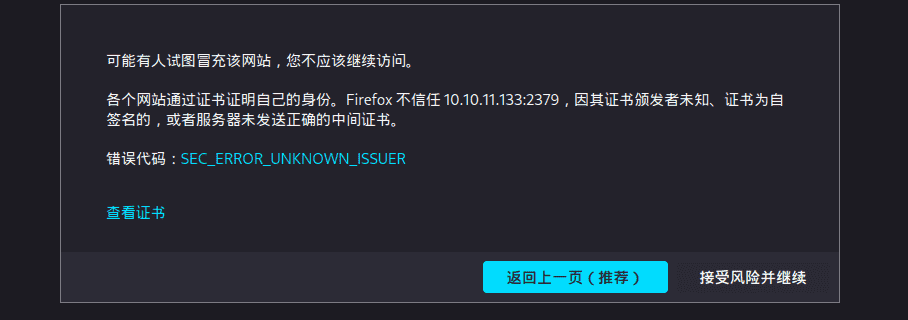 可能有人试图冒充该网站，您不应该继续访问。
各个网站通过证书证明自己的身份。Firefox 不信任 10.10.11.133:2379，因其证书颁发者未知、证书为自
签名的，或者服务器未发送正确的中间证书。
错误代码：SEC_ERROR_UNKNOWN_ISSUER
查看证书
返回上一页（推荐）
接受风险并继续